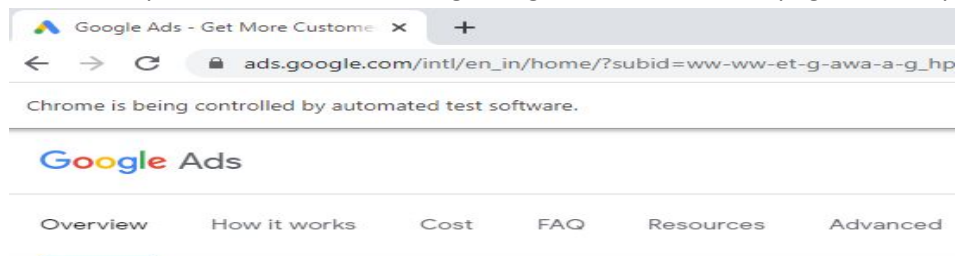 Google Ads - Get More Custome
ads.google.com/intl/en_in/home/?subid=ww-ww-et-g-awa-a-g_hp
Chrome is being controlled by automated test software.
Google Ads
Overview How it works Cost FAQ Resources Advanced